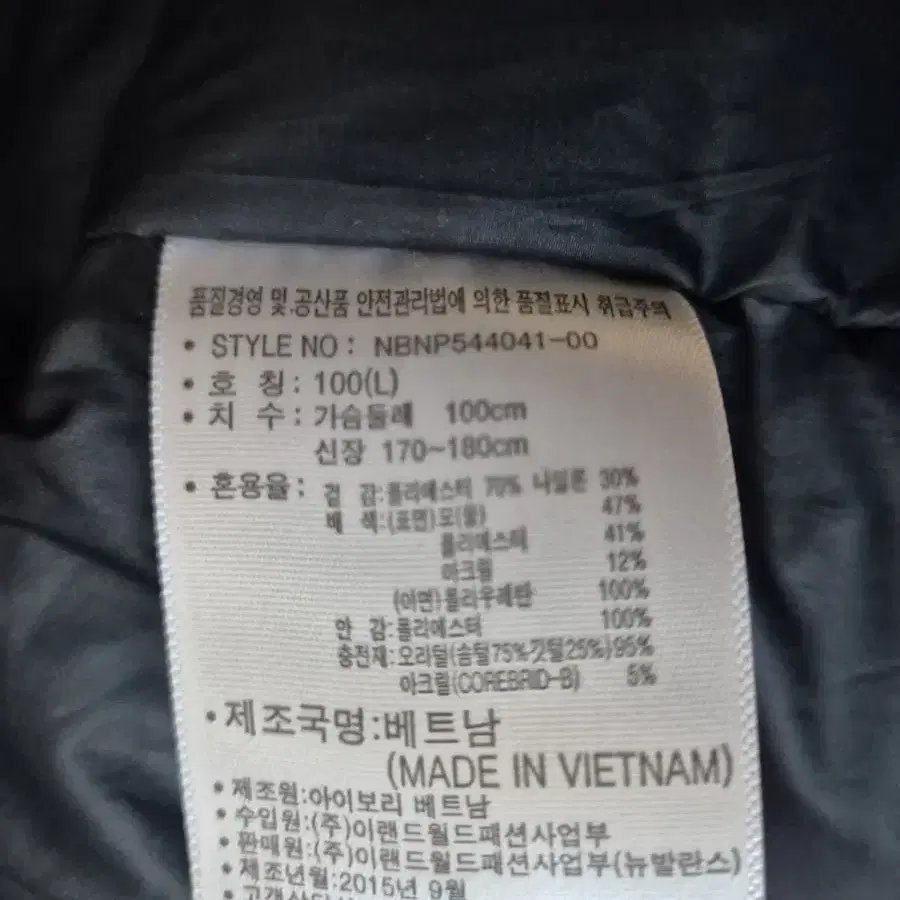 품질경영 및 공산품 안전관리법에 의한 품질표시 취급주의
• STYLE NO : NBNP544041-00
• 호 칭 : 100(L)
• 치 수 : 가슴둘레 100cm
신장 170~180cm
• 혼용율 : 겉 감:폴리에스터 70% 나일론 30%
배 색:(표면)모(울) 47%
폴리에스터 41%
아크릴 12%
(이면)폴리우레탄 100%
안 감:폴리에스터 100%
충전재:오리털(솜털75%깃털25%)95%
아크릴(COREBRID-B) 5%
• 제조국명:베트남
(MADE IN VIETNAM)
• 제조원:아이보리 베트남
• 수입원:(주)이랜드월드패션사업부
• 판매원:(주)이랜드월드패션사업부(뉴발란스)
• 제조년월:2015년 9월